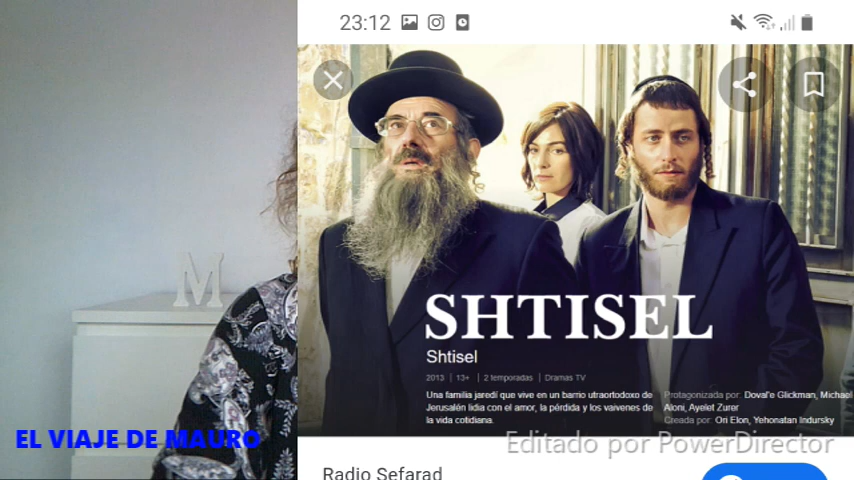 23:12
M
SHTISEL
Shtisel
2013 | 13+ | 2 temporadas | Dramas TV
Una familia jaredí que vive en un barrio utraortodoxo de
Jerusalén lidia con el amor, la pérdida y los vaivenes de
la vida cotidiana.
Protagonizada por: Doval'e Glickman, Michael
Aloni, Ayelet Zurer
Creada por: Ori Elon, Yehonatan Indursky
EL VIAJE DE MAURO
Editado por PowerDirector
Radio Sefarad